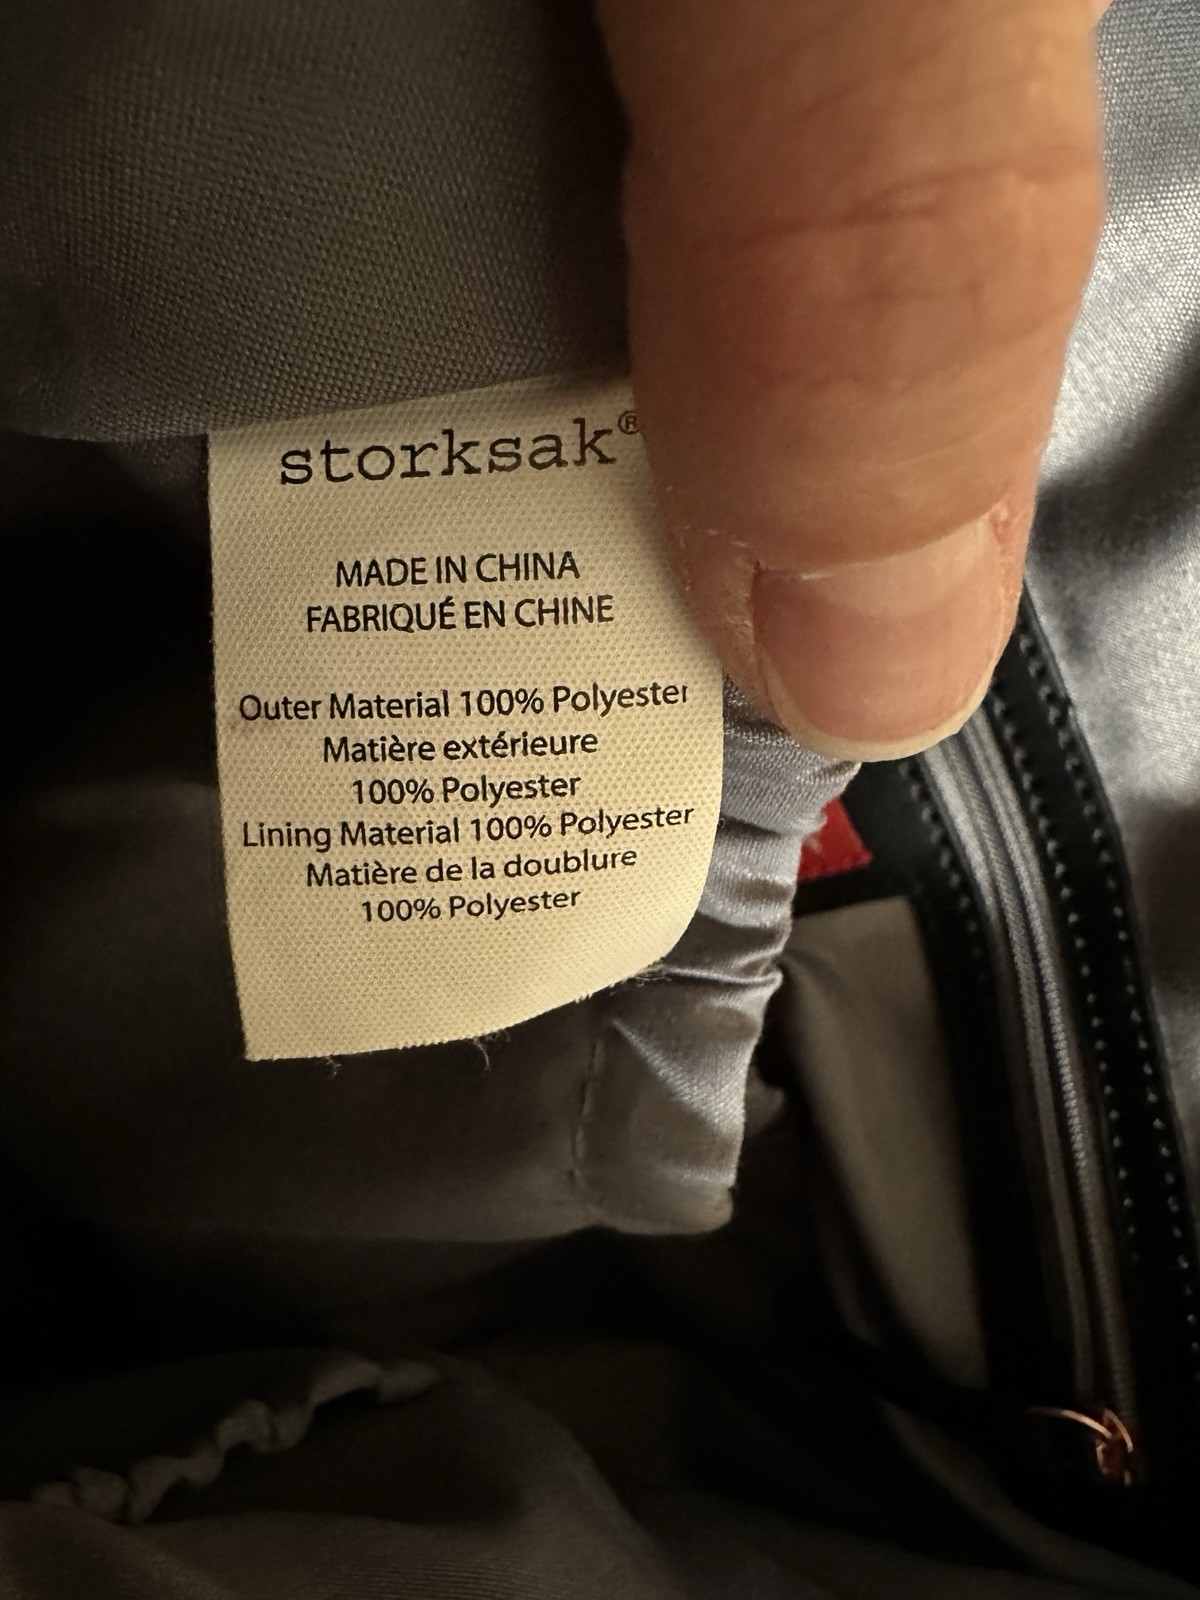 storksak®
MADE IN CHINA
FABRIQUÉ EN CHINE
Outer Material 100% Polyester
Matière extérieure
100% Polyester
Lining Material 100% Polyester
Matière de la doublure
100% Polyester